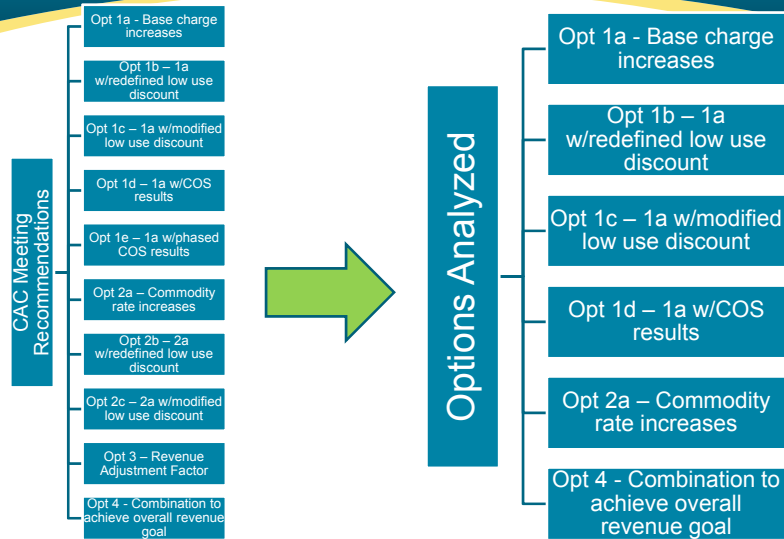 CAC Meeting
Recommendations
Opt 1a - Base charge
increases
Opt 1b – 1a
w/redefined low use
discount
Opt 1c – 1a w/modified
low use discount
Opt 1d – 1a w/COS
results
Opt 1e – 1a w/phased
COS results
Opt 2a – Commodity
rate increases
Opt 2b – 2a
w/redefined low use
discount
Opt 2c – 2a w/modified
low use discount
Opt 3 – Revenue
Adjustment Factor
Opt 4 - Combination to
achieve overall revenue
goal
Options Analyzed
Opt 1a - Base charge
increases
Opt 1b – 1a
w/redefined low use
discount
Opt 1c – 1a w/modified
low use discount
Opt 1d – 1a w/COS
results
Opt 2a – Commodity
rate increases
Opt 4 - Combination to
achieve overall
revenue goal